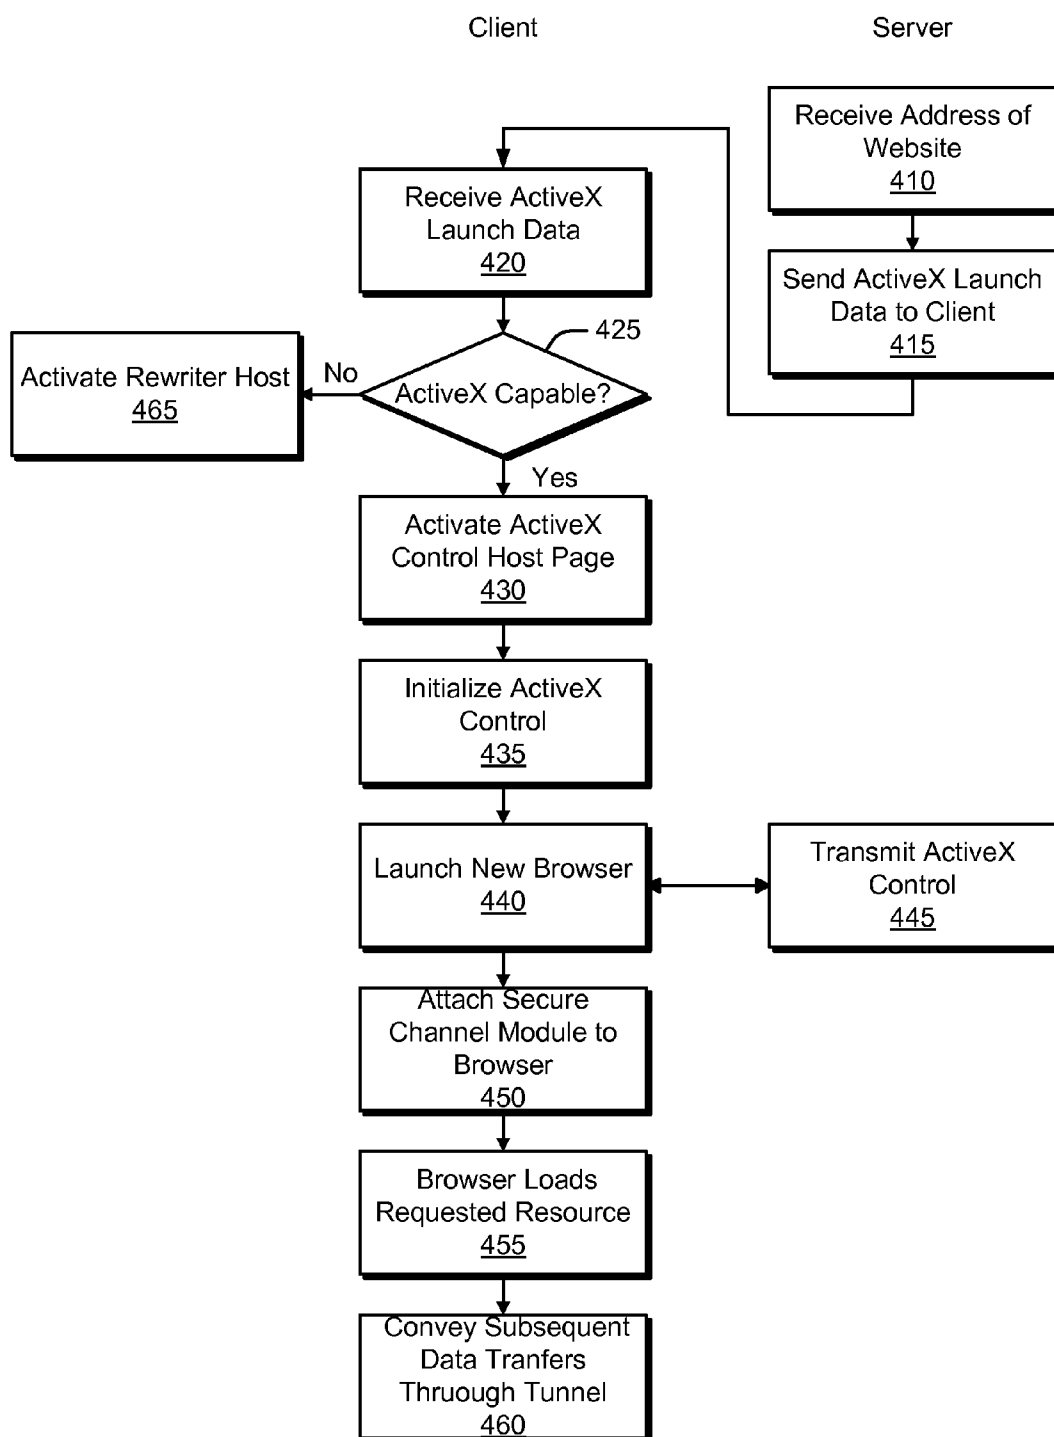 Client
Server
Receive Address of
Website
410
Receive ActiveX
Launch Data
420
Send ActiveX Launch
Data to Client
415
425
ActiveX Capable?
No
Activate Rewriter Host
465
Yes
Activate ActiveX
Control Host Page
430
Initialize ActiveX
Control
435
Launch New Browser
440
Transmit ActiveX
Control
445
Attach Secure
Channel Module to
Browser
450
Browser Loads
Requested Resource
455
Convey Subsequent
Data Tranfers
Thruough Tunnel
460